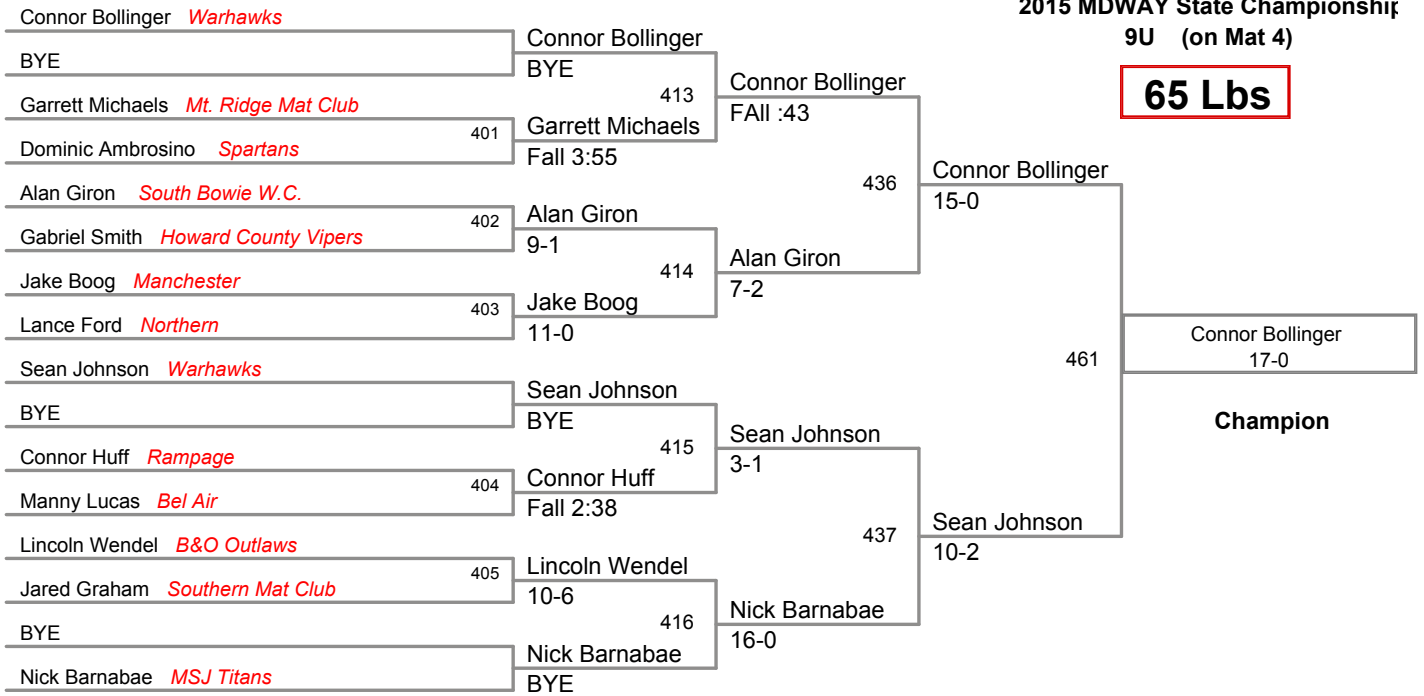 2015 MDWAY State Championship
9U (on Mat 4)
65 Lbs
Connor Bollinger Warhawks
BYE
Garrett Michaels Mt. Ridge Mat Club
Dominic Ambrosino Spartans
Alan Giron South Bowie W.C.
Gabriel Smith Howard County Vipers
Jake Boog Manchester
Lance Ford Northern
Sean Johnson Warhawks
BYE
Connor Huff Rampage
Manny Lucas Bel Air
Lincoln Wendel B&O Outlaws
Jared Graham Southern Mat Club
BYE
Nick Barnabae MSJ Titans
401
402
403
404
405
Connor Bollinger
BYE
Garrett Michaels
Fall 3:55
Alan Giron
9-1
Jake Boog
11-0
Sean Johnson
BYE
Connor Huff
Fall 2:38
Lincoln Wendel
10-6
Nick Barnabae
BYE
413
414
415
416
Connor Bollinger
FAll :43
Alan Giron
7-2
Sean Johnson
3-1
Nick Barnabae
16-0
436
437
Connor Bollinger
15-0
Sean Johnson
10-2
461
Connor Bollinger
17-0
Champion